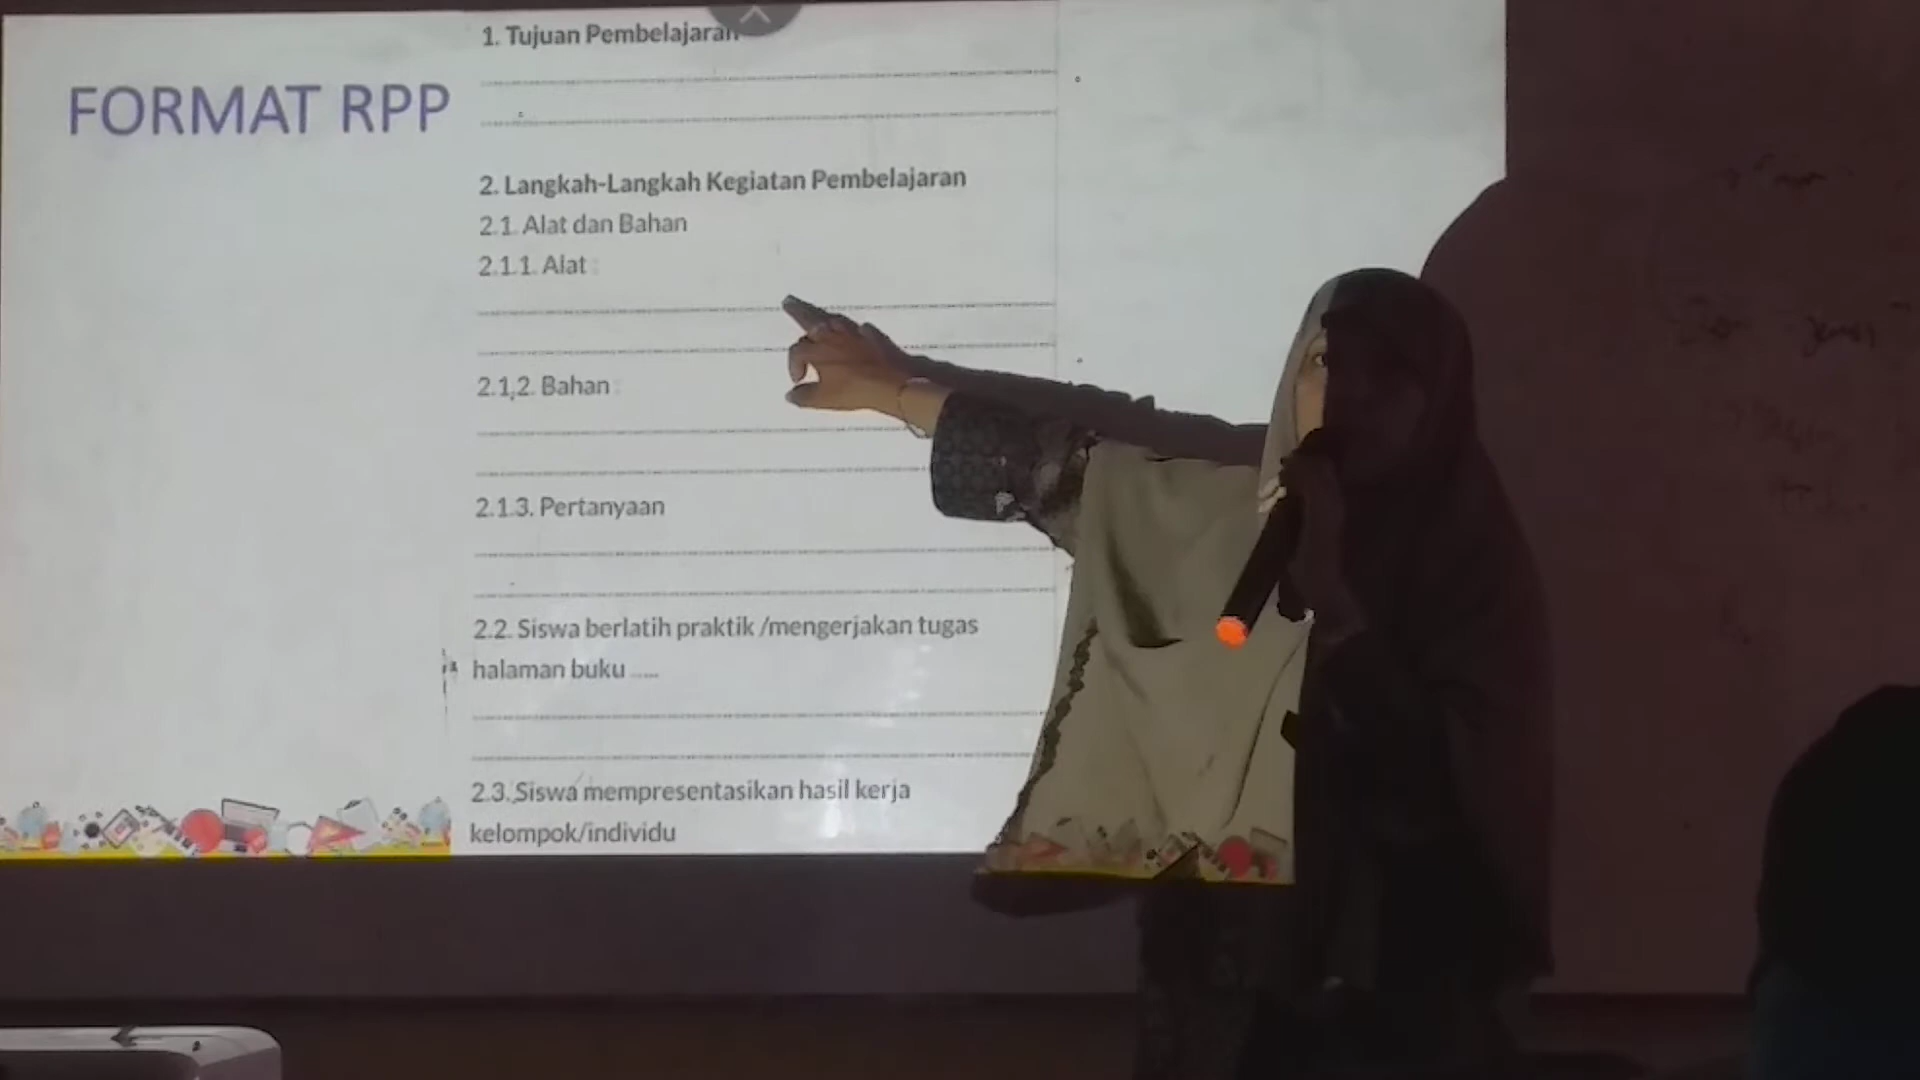 FORMAT RPP
1. Tujuan Pembelajaran
2. Langkah-Langkah Kegiatan Pembelajaran
2.1. Alat dan Bahan
2.1.1. Alat :
2.1,2. Bahan :
2.1.3. Pertanyaan
2.2. Siswa berlatih praktik /mengerjakan tugas
halaman buku .....
2.3. Siswa mempresentasikan hasil kerja
kelompok/individu